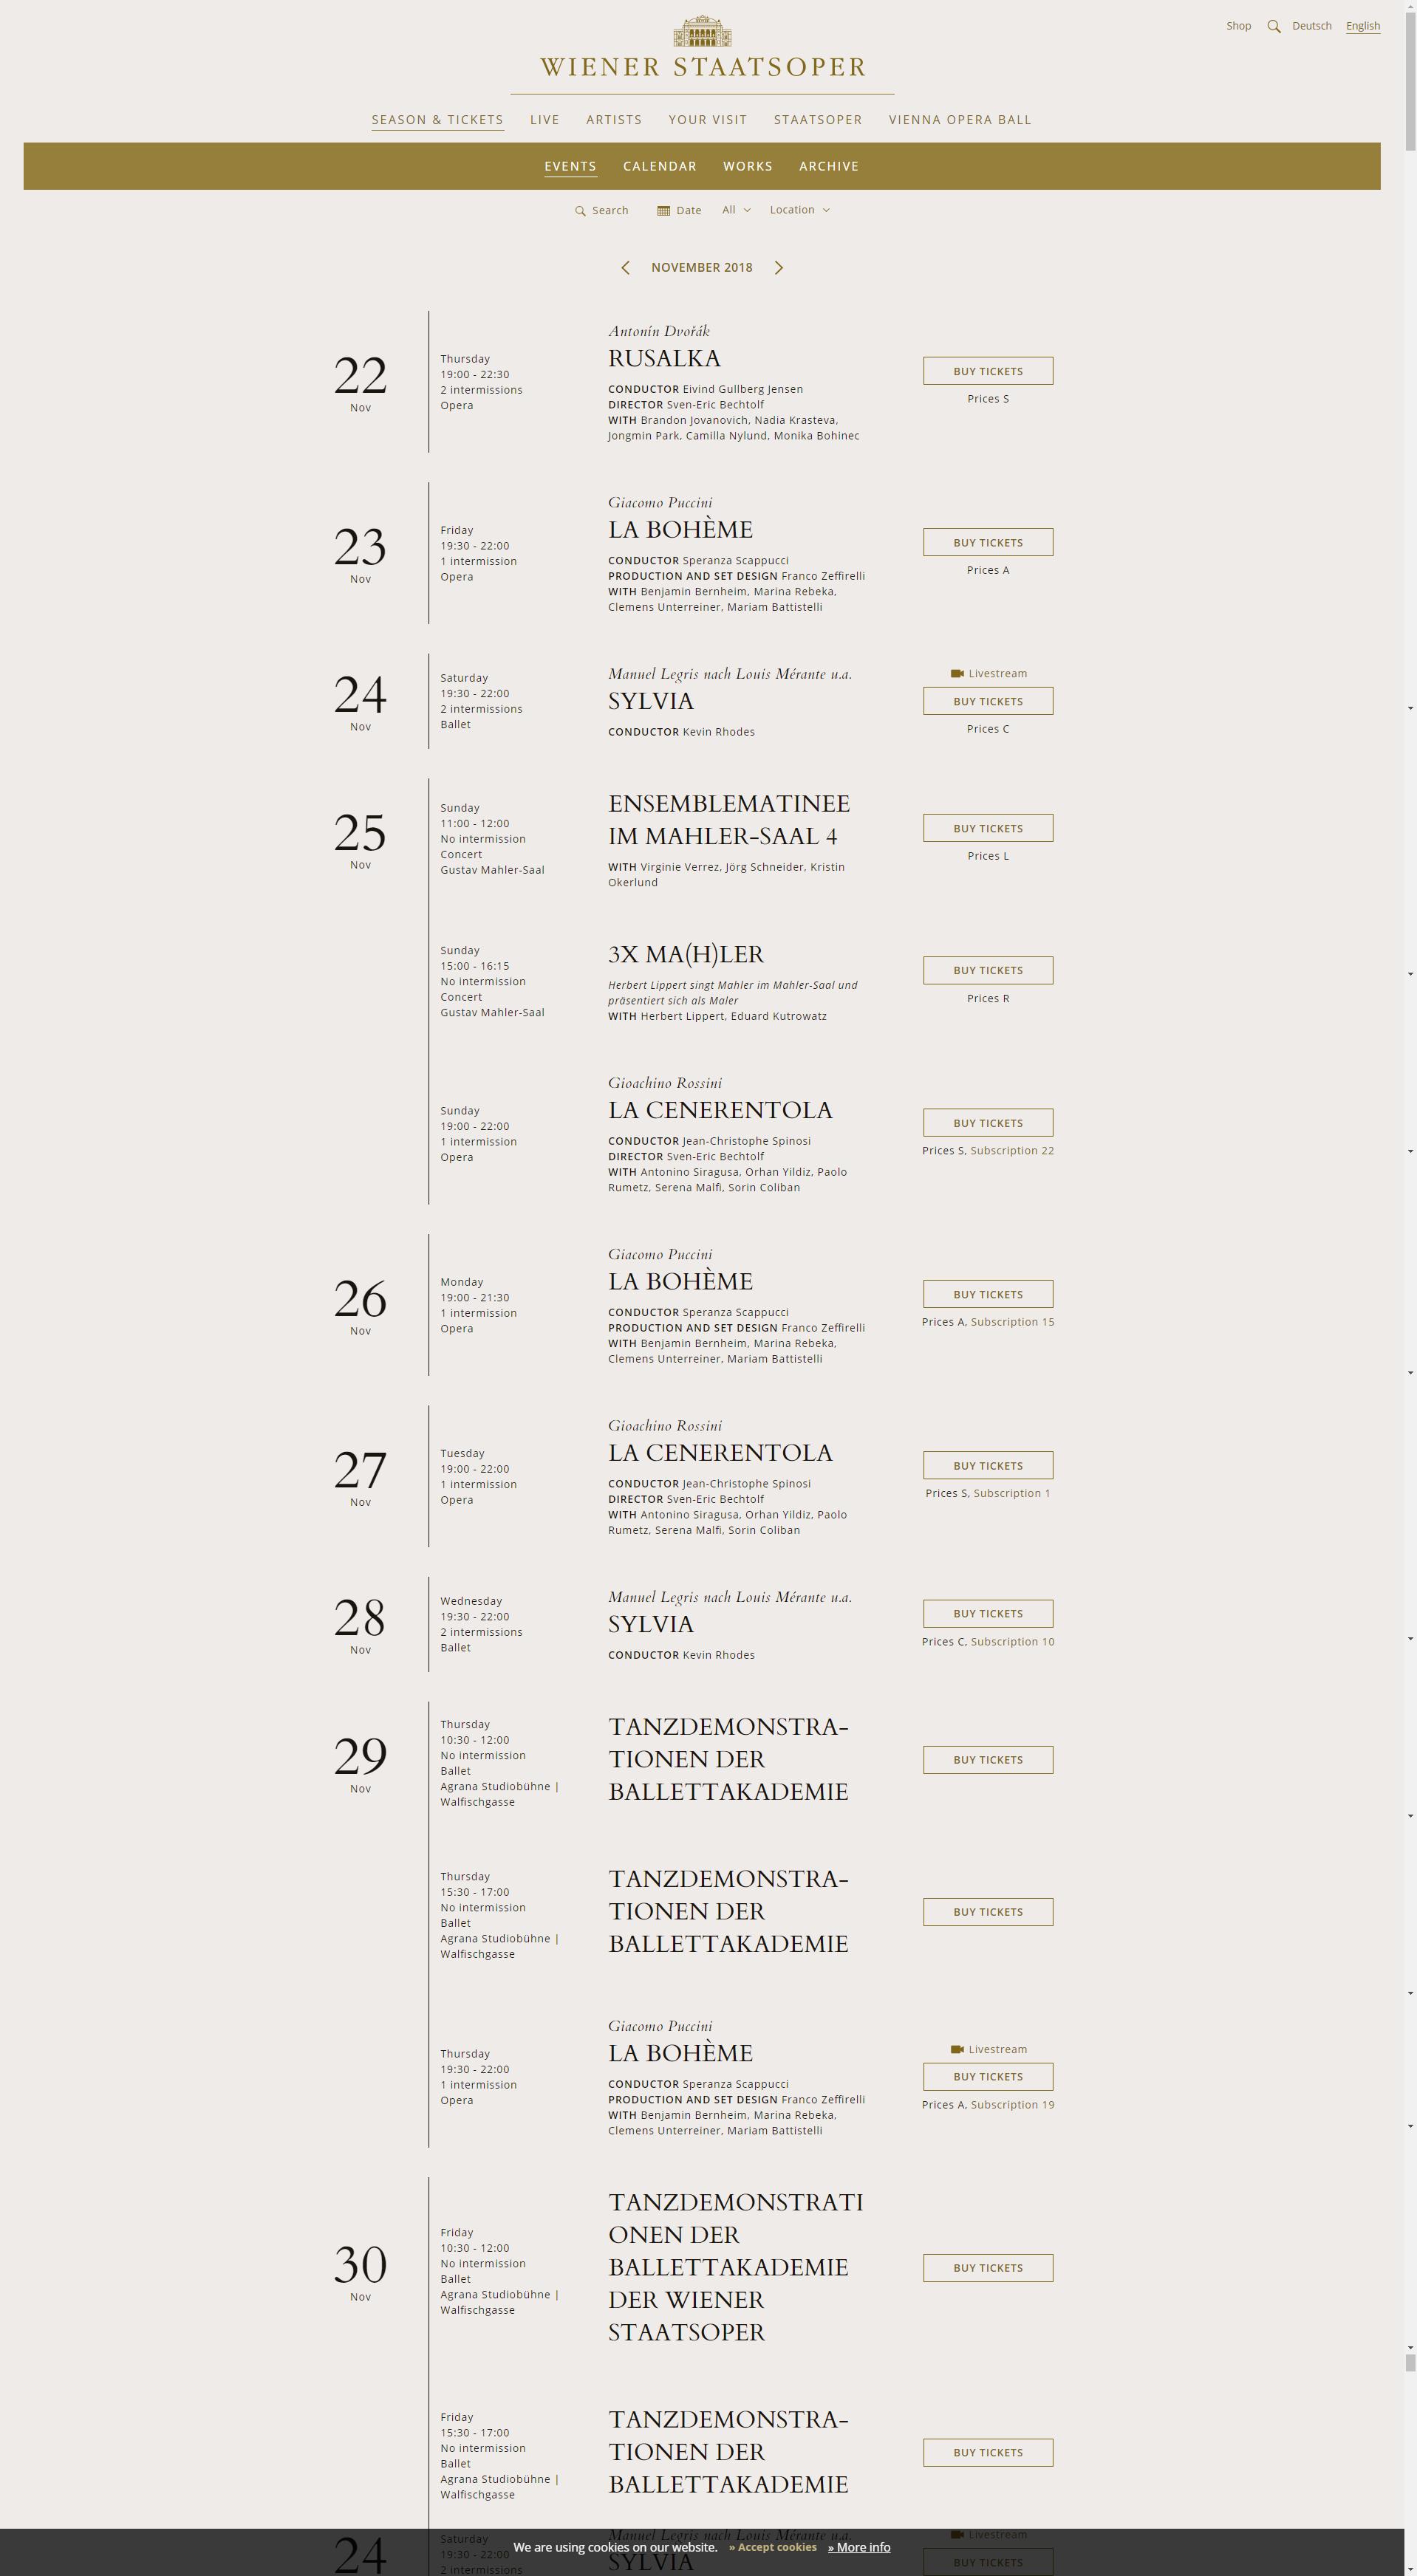 Shop Deutsch English
WIENER STAATSOPER
SEASON & TICKETS LIVE ARTISTS YOUR VISIT STAATSOPER VIENNA OPERA BALL
EVENTS CALENDAR WORKS ARCHIVE
Search Date All Location
NOVEMBER 2018
22
Nov
Thursday
19:00 - 22:30
2 intermissions
Opera
Antonín Dvořák
RUSALKA
CONDUCTOR Eivind Gullberg Jensen
DIRECTOR Sven-Eric Bechtolf
WITH Brandon Jovanovich, Nadia Krasteva,
Jongmin Park, Camilla Nylund, Monika Bohinec
BUY TICKETS
Prices S
23
Nov
Friday
19:30 - 22:00
1 intermission
Opera
Giacomo Puccini
LA BOHÈME
CONDUCTOR Speranza Scappucci
PRODUCTION AND SET DESIGN Franco Zeffirelli
WITH Benjamin Bernheim, Marina Rebeka,
Clemens Unterreiner, Mariam Battistelli
BUY TICKETS
Prices A
24
Nov
Saturday
19:30 - 22:00
2 intermissions
Ballet
Manuel Legris nach Louis Mérante u.a.
SYLVIA
CONDUCTOR Kevin Rhodes
Livestream
BUY TICKETS
Prices C
25
Nov
Sunday
11:00 - 12:00
No intermission
Concert
Gustav Mahler-Saal
ENSEMBLEMATINEE
IM MAHLER-SAAL 4
WITH Virginie Verrez, Jörg Schneider, Kristin
Okerlund
BUY TICKETS
Prices L
Sunday
15:00 - 16:15
No intermission
Concert
Gustav Mahler-Saal
3X MA(H)LER
Herbert Lippert singt Mahler im Mahler-Saal und
präsentiert sich als Maler
WITH Herbert Lippert, Eduard Kutrowatz
BUY TICKETS
Prices R
Sunday
19:00 - 22:00
1 intermission
Opera
Gioachino Rossini
LA CENERENTOLA
CONDUCTOR Jean-Christophe Spinosi
DIRECTOR Sven-Eric Bechtolf
WITH Antonino Siragusa, Orhan Yildiz, Paolo
Rumetz, Serena Malfi, Sorin Coliban
BUY TICKETS
Prices S, Subscription 22
26
Nov
Monday
19:00 - 21:30
1 intermission
Opera
Giacomo Puccini
LA BOHÈME
CONDUCTOR Speranza Scappucci
PRODUCTION AND SET DESIGN Franco Zeffirelli
WITH Benjamin Bernheim, Marina Rebeka,
Clemens Unterreiner, Mariam Battistelli
BUY TICKETS
Prices A, Subscription 15
27
Nov
Tuesday
19:00 - 22:00
1 intermission
Opera
Gioachino Rossini
LA CENERENTOLA
CONDUCTOR Jean-Christophe Spinosi
DIRECTOR Sven-Eric Bechtolf
WITH Antonino Siragusa, Orhan Yildiz, Paolo
Rumetz, Serena Malfi, Sorin Coliban
BUY TICKETS
Prices S, Subscription 1
28
Nov
Wednesday
19:30 - 22:00
2 intermissions
Ballet
Manuel Legris nach Louis Mérante u.a.
SYLVIA
CONDUCTOR Kevin Rhodes
BUY TICKETS
Prices C, Subscription 10
29
Nov
Thursday
10:30 - 12:00
No intermission
Ballet
Agrana Studiobühne |
Walfischgasse
TANZDEMONSTRA-
TIONEN DER
BALLETTAKADEMIE
BUY TICKETS
Thursday
15:30 - 17:00
No intermission
Ballet
Agrana Studiobühne |
Walfischgasse
TANZDEMONSTRA-
TIONEN DER
BALLETTAKADEMIE
BUY TICKETS
Thursday
19:30 - 22:00
1 intermission
Opera
Giacomo Puccini
LA BOHÈME
CONDUCTOR Speranza Scappucci
PRODUCTION AND SET DESIGN Franco Zeffirelli
WITH Benjamin Bernheim, Marina Rebeka,
Clemens Unterreiner, Mariam Battistelli
Livestream
BUY TICKETS
Prices A, Subscription 19
30
Nov
Friday
10:30 - 12:00
No intermission
Ballet
Agrana Studiobühne |
Walfischgasse
TANZDEMONSTRATI
ONEN DER
BALLETTAKADEMIE
DER WIENER
STAATSOPER
BUY TICKETS
Friday
15:30 - 17:00
No intermission
Ballet
Agrana Studiobühne |
Walfischgasse
TANZDEMONSTRA-
TIONEN DER
BALLETTAKADEMIE
BUY TICKETS
24
Saturday
19:30 - 22:00
2 intermissions
Manuel Legris nach Louis Mérante u.a.
SYLVIA
Livestream
BUY TICKETS
We are using cookies on our website. » Accept cookies » More info